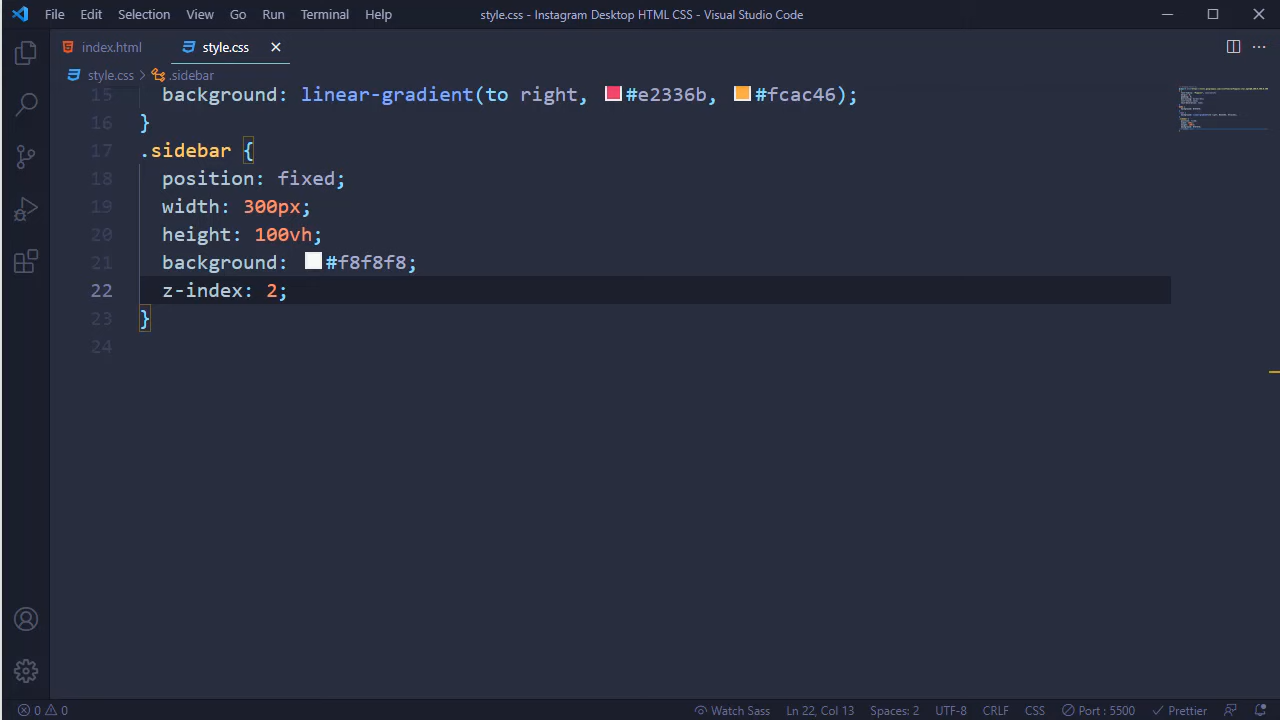 File Edit Selection View Go Run Terminal Help style.css - Instagram Desktop HTML CSS - Visual Studio Code
index.html style.css
style.css > .sidebar
15 background: linear-gradient(to right, #e2336b, #fcac46);
16 }
17 .sidebar {
18 position: fixed;
19 width: 300px;
20 height: 100vh;
21 background: #f8f8f8;
22 z-index: 2;
23 }
24
0 0 Watch Sass Ln 22, Col 13 Spaces: 2 UTF-8 CRLF CSS Port : 5500 Prettier